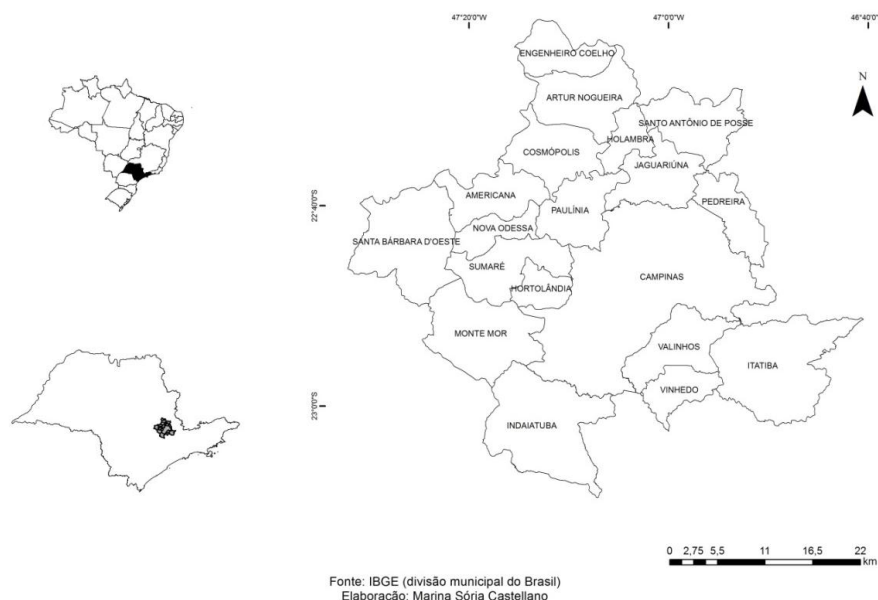 47°20'0"W
47°0'0"W
46°40'0"
N
22°40'0"S
23°0'0"S
ENGENHEIRO COELHO
ARTUR NOGUEIRA
SANTO ANTÔNIO DE POSSE
HOLAMBRA
COSMÓPOLIS
JAGUARIÚNA
AMERICANA
PEDREIRA
PAULÍNIA
NOVA ODESSA
SANTA BÁRBARA D'OESTE
SUMARÉ
CAMPINAS
HORTOLÂNDIA
MONTE MOR
VALINHOS
ITATIBA
VINHEDO
INDAIATUBA
0 2,75 5,5 11 16,5 22
km
Fonte: IBGE (divisão municipal do Brasil)
Elaboração: Marina Sória Castellano